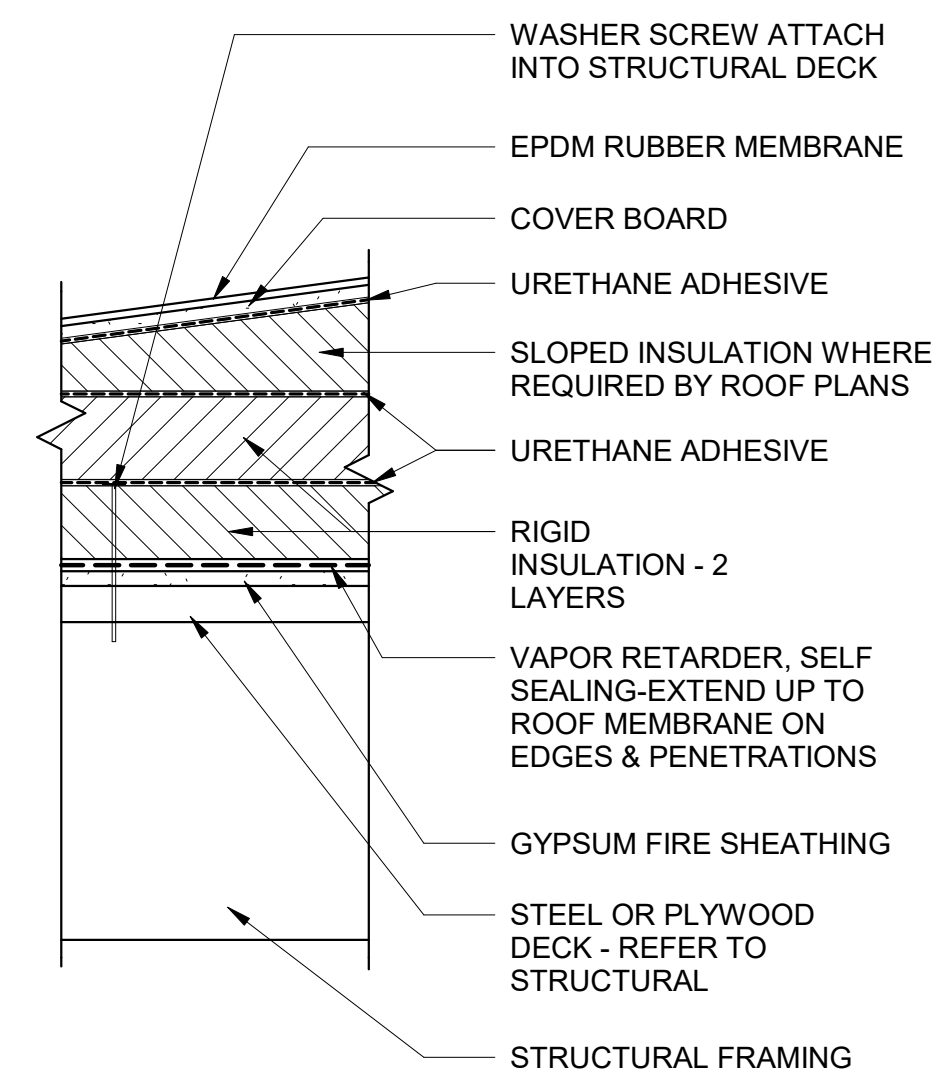 WASHER SCREW ATTACH
INTO STRUCTURAL DECK
EPDM RUBBER MEMBRANE
COVER BOARD
URETHANE ADHESIVE
SLOPED INSULATION WHERE
REQUIRED BY ROOF PLANS
URETHANE ADHESIVE
RIGID
INSULATION - 2
LAYERS
VAPOR RETARDER, SELF
SEALING-EXTEND UP TO
ROOF MEMBRANE ON
EDGES & PENETRATIONS
GYPSUM FIRE SHEATHING
STEEL OR PLYWOOD
DECK - REFER TO
STRUCTURAL
STRUCTURAL FRAMING